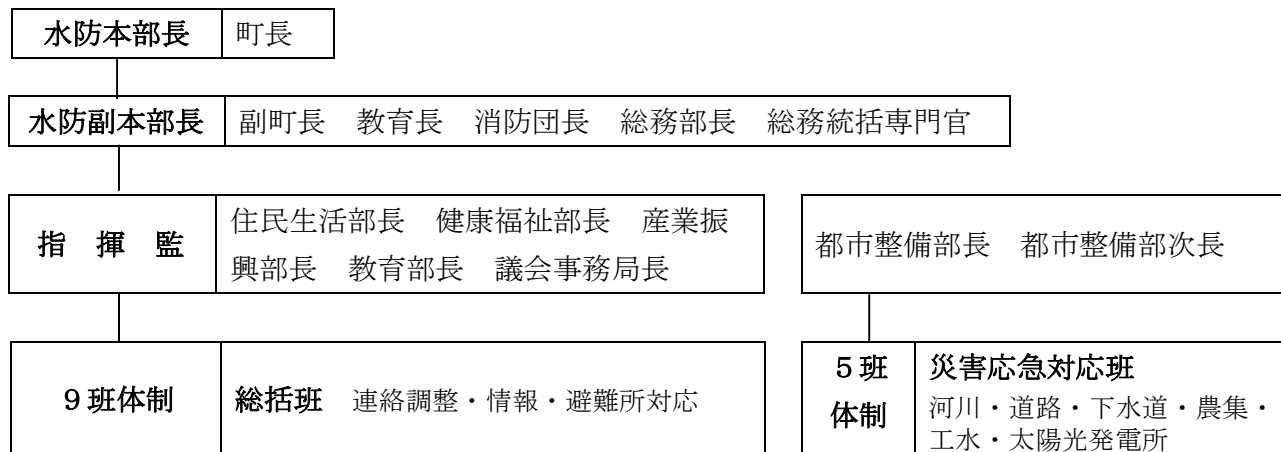 水防本部長 町長
水防副本部長 副町長 教育長 消防団長 総務部長 総務統括専門官
指 揮 監
住民生活部長 健康福祉部長 産業振
興部長 教育部長 議会事務局長
都市整備部長 都市整備部次長
9班体制
総括班 連絡調整・情報・避難所対応
5班
体制
災害応急対応班
河川・道路・下水道・農集・
工水・太陽光発電所